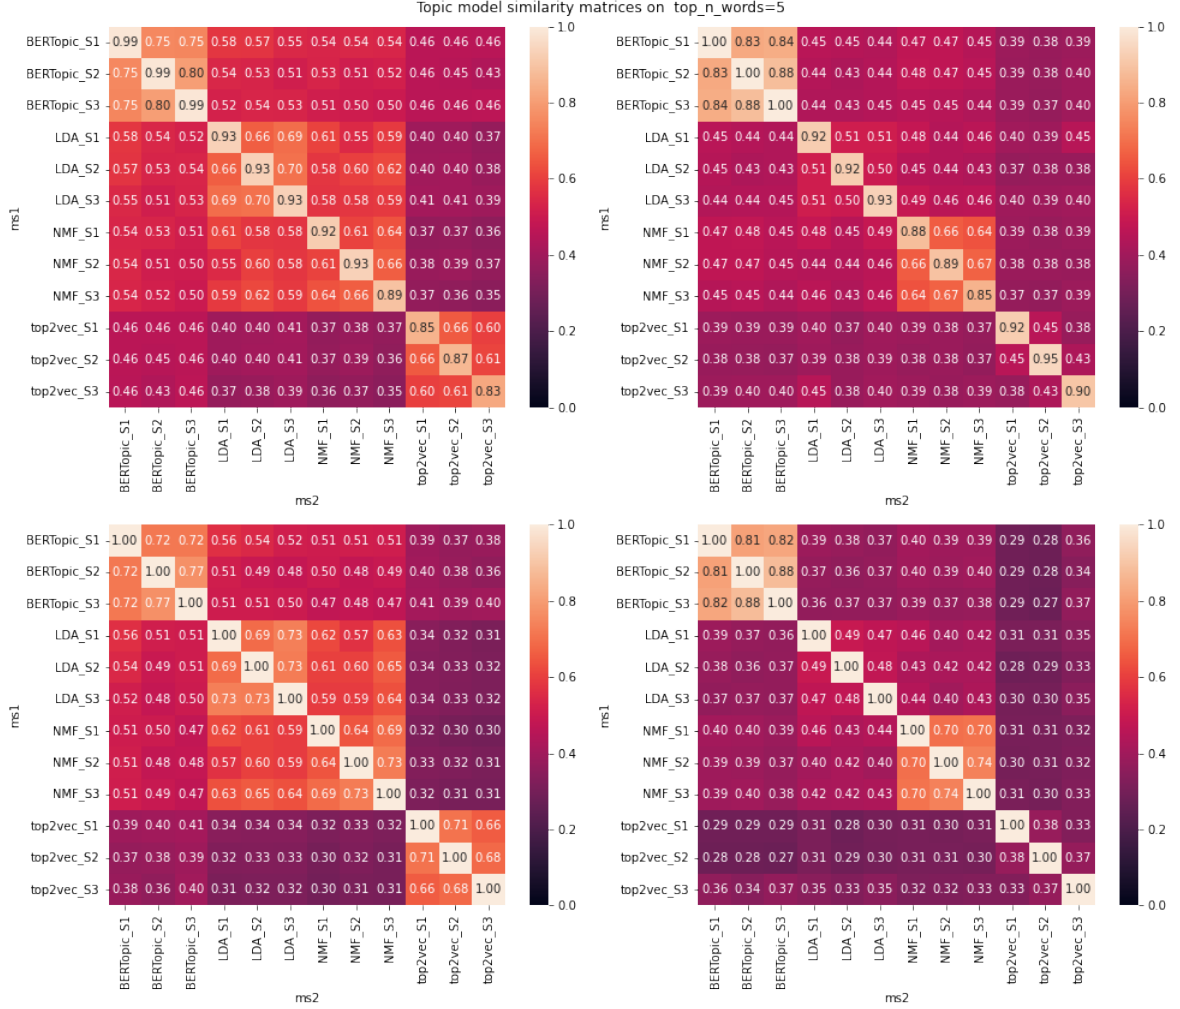 Topic model similarity matrices on  top_n_words=5
BERTopic_S1 0.99 0.75 0.75 0.58 0.57 0.55 0.54 0.54 0.54 0.46 0.46 0.46
BERTopic_S2 0.75 0.99 0.80 0.54 0.53 0.51 0.53 0.51 0.52 0.46 0.45 0.43
BERTopic_S3 0.75 0.80 0.99 0.52 0.54 0.53 0.51 0.50 0.50 0.46 0.46 0.46
LDA_S1 0.58 0.54 0.52 0.93 0.66 0.69 0.61 0.55 0.59 0.40 0.40 0.37
LDA_S2 0.57 0.53 0.54 0.66 0.93 0.70 0.58 0.60 0.62 0.40 0.40 0.38
LDA_S3 0.55 0.51 0.53 0.69 0.70 0.93 0.58 0.58 0.59 0.41 0.41 0.39
NMF_S1 0.54 0.53 0.51 0.61 0.58 0.58 0.92 0.61 0.64 0.37 0.37 0.36
NMF_S2 0.54 0.51 0.50 0.55 0.60 0.58 0.61 0.93 0.66 0.38 0.39 0.37
NMF_S3 0.54 0.52 0.50 0.59 0.62 0.59 0.64 0.66 0.89 0.37 0.36 0.35
top2vec_S1 0.46 0.46 0.46 0.40 0.40 0.41 0.37 0.38 0.37 0.85 0.66 0.60
top2vec_S2 0.46 0.45 0.46 0.40 0.40 0.41 0.37 0.39 0.36 0.66 0.87 0.61
top2vec_S3 0.46 0.43 0.46 0.37 0.38 0.39 0.36 0.37 0.35 0.60 0.61 0.83
BERTopic_S1 BERTopic_S2 BERTopic_S3 LDA_S1 LDA_S2 LDA_S3 NMF_S1 NMF_S2 NMF_S3 top2vec_S1 top2vec_S2 top2vec_S3
ms1
ms2
1.0
0.8
0.6
0.4
0.2
0.0
BERTopic_S1 1.00 0.83 0.84 0.45 0.45 0.44 0.47 0.47 0.45 0.39 0.38 0.39
BERTopic_S2 0.83 1.00 0.88 0.44 0.43 0.44 0.48 0.47 0.45 0.39 0.38 0.40
BERTopic_S3 0.84 0.88 1.00 0.44 0.43 0.45 0.45 0.45 0.44 0.39 0.37 0.40
LDA_S1 0.45 0.44 0.44 0.92 0.51 0.51 0.48 0.44 0.46 0.40 0.39 0.45
LDA_S2 0.45 0.43 0.43 0.51 0.92 0.50 0.45 0.44 0.43 0.37 0.38 0.38
LDA_S3 0.44 0.44 0.45 0.51 0.50 0.93 0.49 0.46 0.46 0.40 0.39 0.40
NMF_S1 0.47 0.48 0.45 0.48 0.45 0.49 0.88 0.66 0.64 0.39 0.38 0.39
NMF_S2 0.47 0.47 0.45 0.44 0.44 0.46 0.66 0.89 0.67 0.38 0.38 0.38
NMF_S3 0.45 0.45 0.44 0.46 0.43 0.46 0.64 0.67 0.85 0.37 0.37 0.39
top2vec_S1 0.39 0.39 0.39 0.40 0.37 0.40 0.39 0.38 0.37 0.92 0.45 0.38
top2vec_S2 0.38 0.38 0.37 0.39 0.38 0.39 0.38 0.38 0.37 0.45 0.95 0.43
top2vec_S3 0.39 0.40 0.40 0.45 0.38 0.40 0.39 0.38 0.39 0.38 0.43 0.90
BERTopic_S1 BERTopic_S2 BERTopic_S3 LDA_S1 LDA_S2 LDA_S3 NMF_S1 NMF_S2 NMF_S3 top2vec_S1 top2vec_S2 top2vec_S3
ms1
ms2
1.0
0.8
0.6
0.4
0.2
0.0
BERTopic_S1 1.00 0.72 0.72 0.56 0.54 0.52 0.51 0.51 0.51 0.39 0.37 0.38
BERTopic_S2 0.72 1.00 0.77 0.51 0.49 0.48 0.50 0.48 0.49 0.40 0.38 0.36
BERTopic_S3 0.72 0.77 1.00 0.51 0.51 0.50 0.47 0.48 0.47 0.41 0.39 0.40
LDA_S1 0.56 0.51 0.51 1.00 0.69 0.73 0.62 0.57 0.63 0.34 0.32 0.31
LDA_S2 0.54 0.49 0.51 0.69 1.00 0.73 0.61 0.60 0.65 0.34 0.33 0.32
LDA_S3 0.52 0.48 0.50 0.73 0.73 1.00 0.59 0.59 0.64 0.34 0.33 0.32
NMF_S1 0.51 0.50 0.47 0.62 0.61 0.59 1.00 0.64 0.69 0.32 0.30 0.30
NMF_S2 0.51 0.48 0.48 0.57 0.60 0.59 0.64 1.00 0.73 0.33 0.32 0.31
NMF_S3 0.51 0.49 0.47 0.63 0.65 0.64 0.69 0.73 1.00 0.32 0.31 0.31
top2vec_S1 0.39 0.40 0.41 0.34 0.34 0.34 0.32 0.33 0.32 1.00 0.71 0.66
top2vec_S2 0.37 0.38 0.39 0.32 0.33 0.33 0.30 0.32 0.31 0.71 1.00 0.68
top2vec_S3 0.38 0.36 0.40 0.31 0.32 0.32 0.30 0.31 0.31 0.66 0.68 1.00
BERTopic_S1 BERTopic_S2 BERTopic_S3 LDA_S1 LDA_S2 LDA_S3 NMF_S1 NMF_S2 NMF_S3 top2vec_S1 top2vec_S2 top2vec_S3
ms1
ms2
1.0
0.8
0.6
0.4
0.2
0.0
BERTopic_S1 1.00 0.81 0.82 0.39 0.38 0.37 0.40 0.39 0.39 0.29 0.28 0.36
BERTopic_S2 0.81 1.00 0.88 0.37 0.36 0.37 0.40 0.39 0.40 0.29 0.28 0.34
BERTopic_S3 0.82 0.88 1.00 0.36 0.37 0.37 0.39 0.37 0.38 0.29 0.27 0.37
LDA_S1 0.39 0.37 0.36 1.00 0.49 0.47 0.46 0.40 0.42 0.31 0.31 0.35
LDA_S2 0.38 0.36 0.37 0.49 1.00 0.48 0.43 0.42 0.42 0.28 0.29 0.33
LDA_S3 0.37 0.37 0.37 0.47 0.48 1.00 0.44 0.40 0.43 0.30 0.30 0.35
NMF_S1 0.40 0.40 0.39 0.46 0.43 0.44 1.00 0.70 0.70 0.31 0.31 0.32
NMF_S2 0.39 0.39 0.37 0.40 0.42 0.40 0.70 1.00 0.74 0.30 0.31 0.32
NMF_S3 0.39 0.40 0.38 0.42 0.42 0.43 0.70 0.74 1.00 0.31 0.30 0.33
top2vec_S1 0.29 0.29 0.29 0.31 0.28 0.30 0.31 0.30 0.31 1.00 0.38 0.33
top2vec_S2 0.28 0.28 0.27 0.31 0.29 0.30 0.31 0.31 0.30 0.38 1.00 0.37
top2vec_S3 0.36 0.34 0.37 0.35 0.33 0.35 0.32 0.32 0.33 0.33 0.37 1.00
BERTopic_S1 BERTopic_S2 BERTopic_S3 LDA_S1 LDA_S2 LDA_S3 NMF_S1 NMF_S2 NMF_S3 top2vec_S1 top2vec_S2 top2vec_S3
ms1
ms2
1.0
0.8
0.6
0.4
0.2
0.0